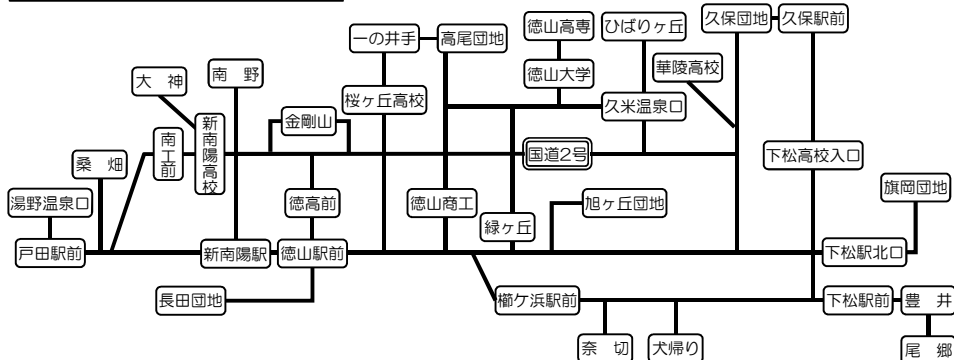 一の井手
高尾団地
徳山高専
ひばりヶ丘
久保団地
久保駅前
大　神
南　野
徳山大学
華陵高校
桜ヶ丘高校
久米温泉口
金剛山
新南陽高校
南工前
国道2号
下松高校入口
桑　畑
湯野温泉口
徳高前
徳山商工
緑ヶ丘
旭ヶ丘団地
旗岡団地
戸田駅前
新南陽駅
徳山駅前
下松駅北口
長田団地
櫛ケ浜駅前
下松駅前
豊　井
奈　切
犬帰り
尾　郷